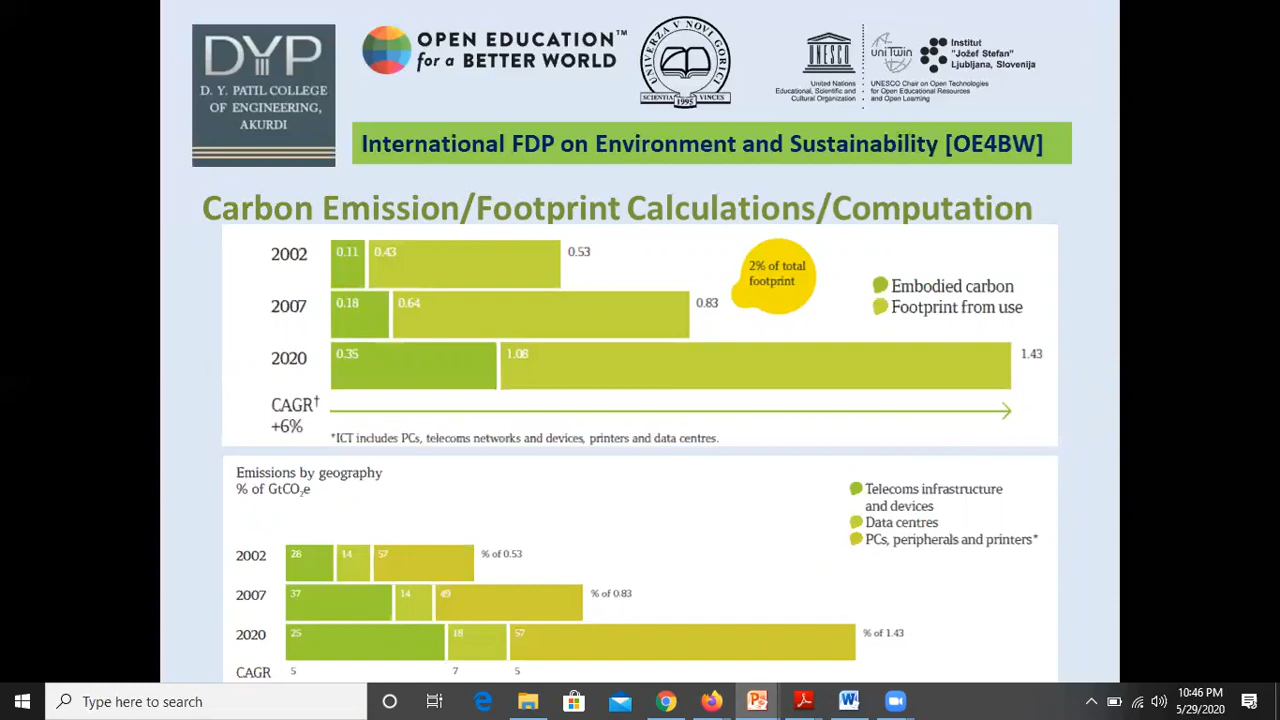 DYP
D. Y. PATIL COLLEGE
OF ENGINEERING,
AKURDI
OPEN EDUCATION™
for a BETTER WORLD
UNIVERZA V NOVI GORICI
SCIENTIA VINCES
1995
UNESCO
United Nations
Educational, Scientific and
Cultural Organization
uniTwin
Institut
"Jožef Stefan"
Ljubljana, Slovenija
UNESCO Chair on Open Technologies
for Open Educational Resources
and Open Learning
International FDP on Environment and Sustainability [OE4BW]
Carbon Emission/Footprint Calculations/Computation
2002 0.11 0.43 0.53
2% of total
footprint
Embodied carbon
Footprint from use
2007 0.18 0.64 0.83
2020 0.35 1.08 1.43
CAGR†
+6%
*ICT includes PCs, telecoms networks and devices, printers and data centres.
Emissions by geography
% of GtCO₂e
Telecoms infrastructure
and devices
Data centres
PCs, peripherals and printers*
2002 28 14 57 % of 0.53
2007 37 14 49 % of 0.83
2020 25 18 57 % of 1.43
CAGR 5 7 5
Type here to search
10:46 PM
5/29/2020